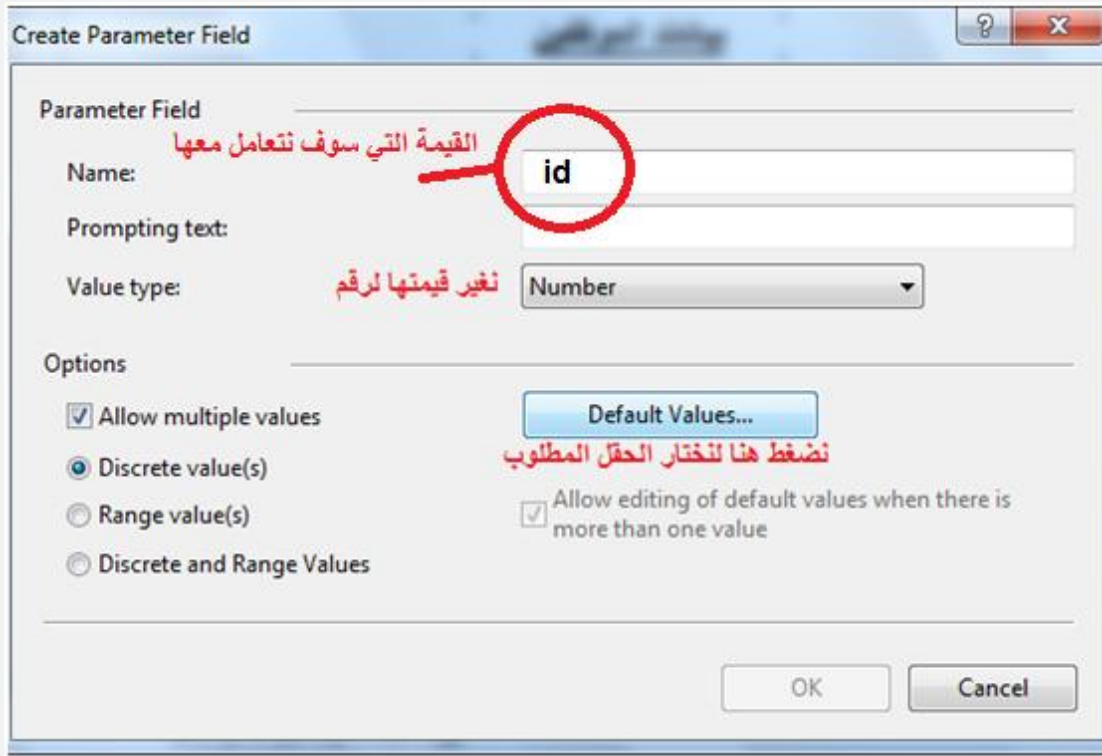 Create Parameter Field
Parameter Field
القيمة التي سوف نتعامل معها
Name: id
Prompting text:
Value type: نغير قيمتها لرقم Number
Options
Allow multiple values Default Values...
نضغط هنا لنختار الحقل المطلوب
Discrete value(s)
Allow editing of default values when there is
more than one value
Range value(s)
Discrete and Range Values
OK Cancel